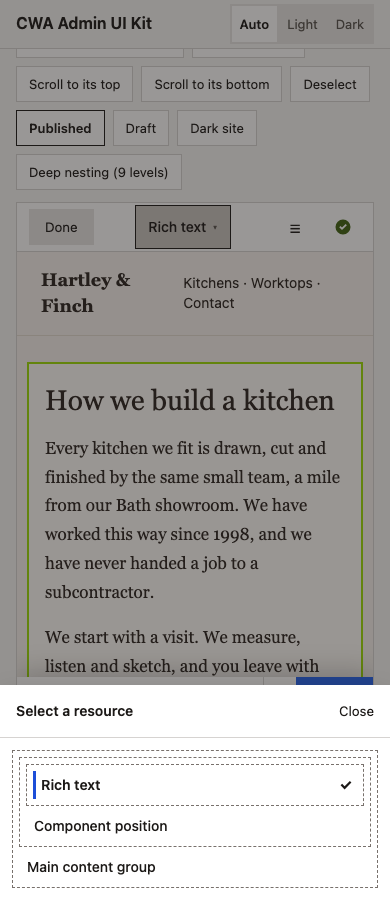 CWA Admin UI Kit
Auto
Light
Dark
Scroll to its top
Scroll to its bottom
Deselect
Published
Draft
Dark site
Deep nesting (9 levels)
Done
Rich text
Hartley &
Finch
Kitchens · Worktops ·
Contact
How we build a kitchen
Every kitchen we fit is drawn, cut and
finished by the same small team, a mile
from our Bath showroom. We have
worked this way since 1998, and we
have never handed a job to a
subcontractor.
We start with a visit. We measure,
listen and sketch, and you leave with
Select a resource
Close
Rich text
Component position
Main content group